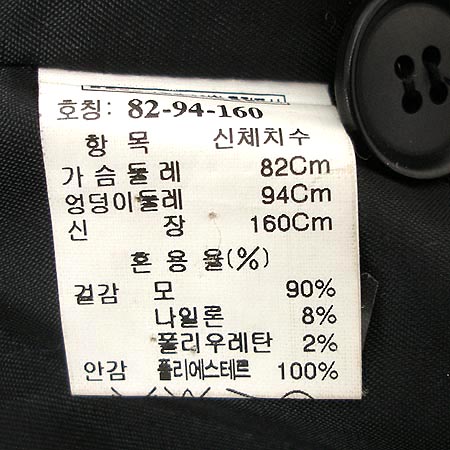 호칭: 82-94-160
항 목 신체치수
가슴둘레 82Cm
엉덩이둘레 94Cm
신 장 160Cm
혼용율(%)
겉감 모 90%
나일론 8%
폴리우레탄 2%
안감 폴리에스테르 100%